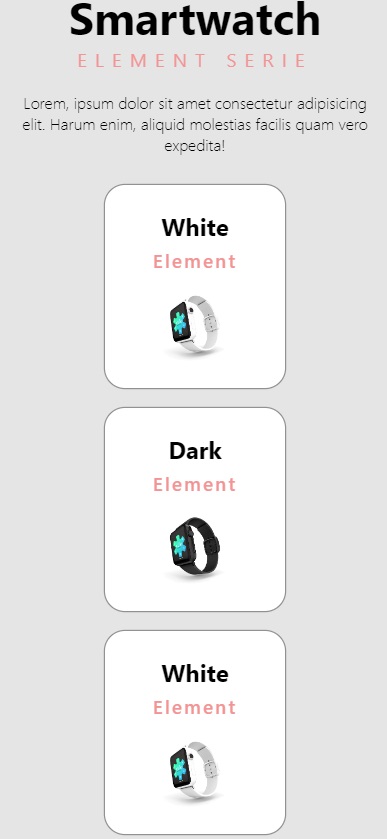 Smartwatch
ELEMENT SERIE
Lorem, ipsum dolor sit amet consectetur adipisicing
elit. Harum enim, aliquid molestias facilis quam vero
expedita!
White
Element
Dark
Element
White
Element